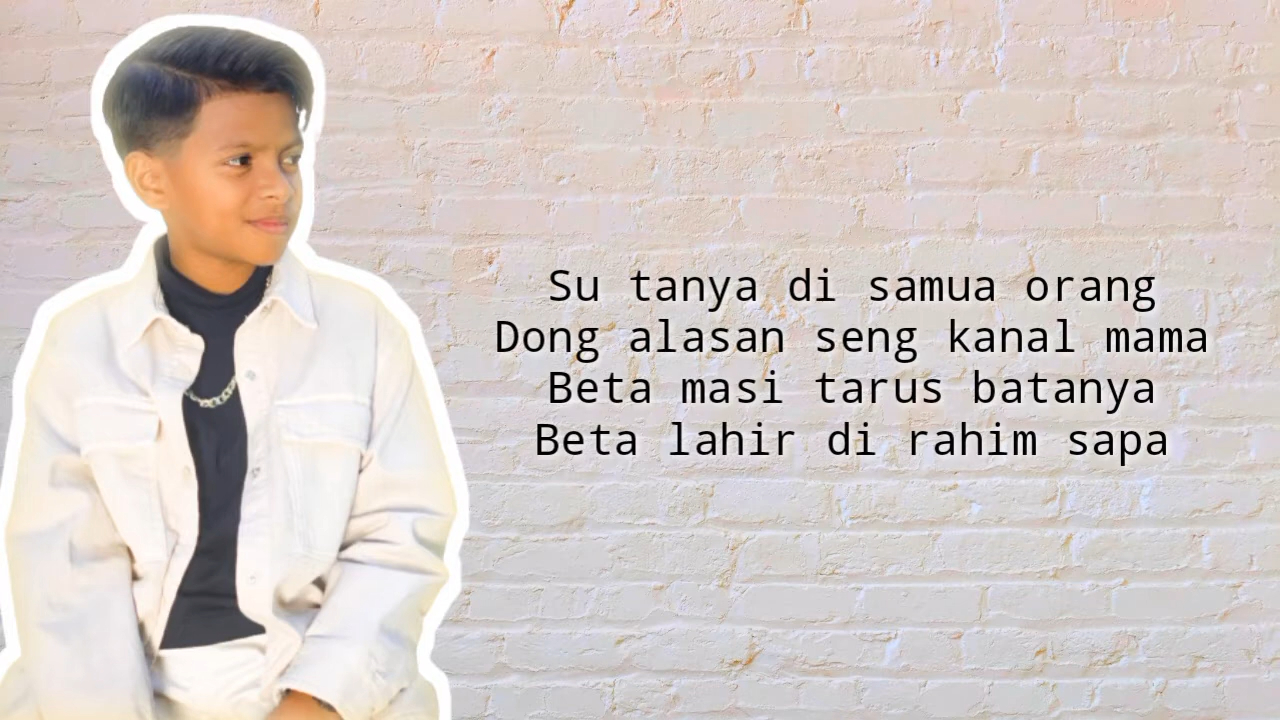 Su tanya di samua orang
Dong alasan seng kanal mama
Beta masi tarus batanya
Beta lahir di rahim sapa